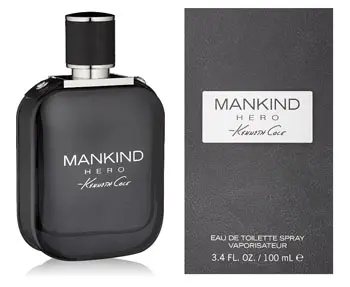 MANKIND
HERO
Kenneth Cole
MANKIND
HERO
Kenneth Cole
EAU DE TOILETTE SPRAY
VAPORISATEUR
3.4 FL. OZ. / 100 mL ℮